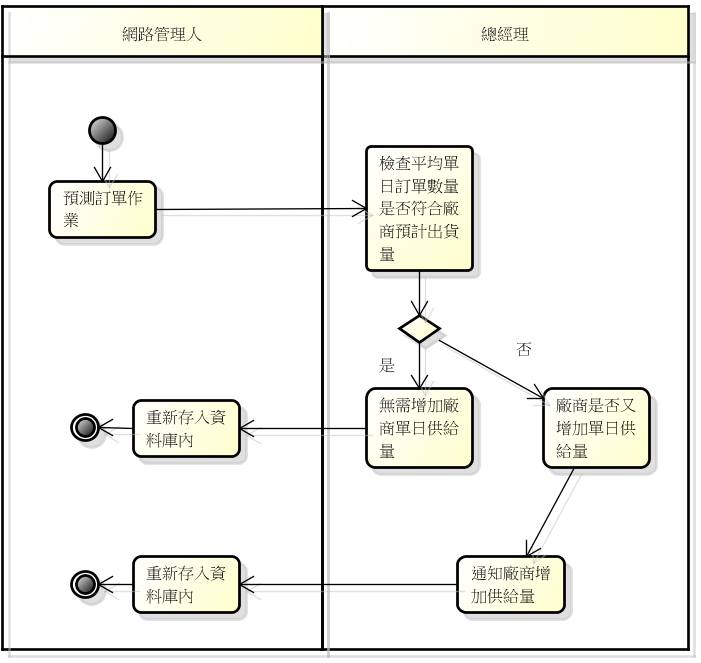 網路管理人
總經理
預測訂單作
業
檢查平均單
日訂單數量
是否符合廠
商預計出貨
量
否
是
重新存入資
料庫內
無需增加廠
商單日供給
量
廠商是否又
增加單日供
給量
重新存入資
料庫內
通知廠商增
加供給量